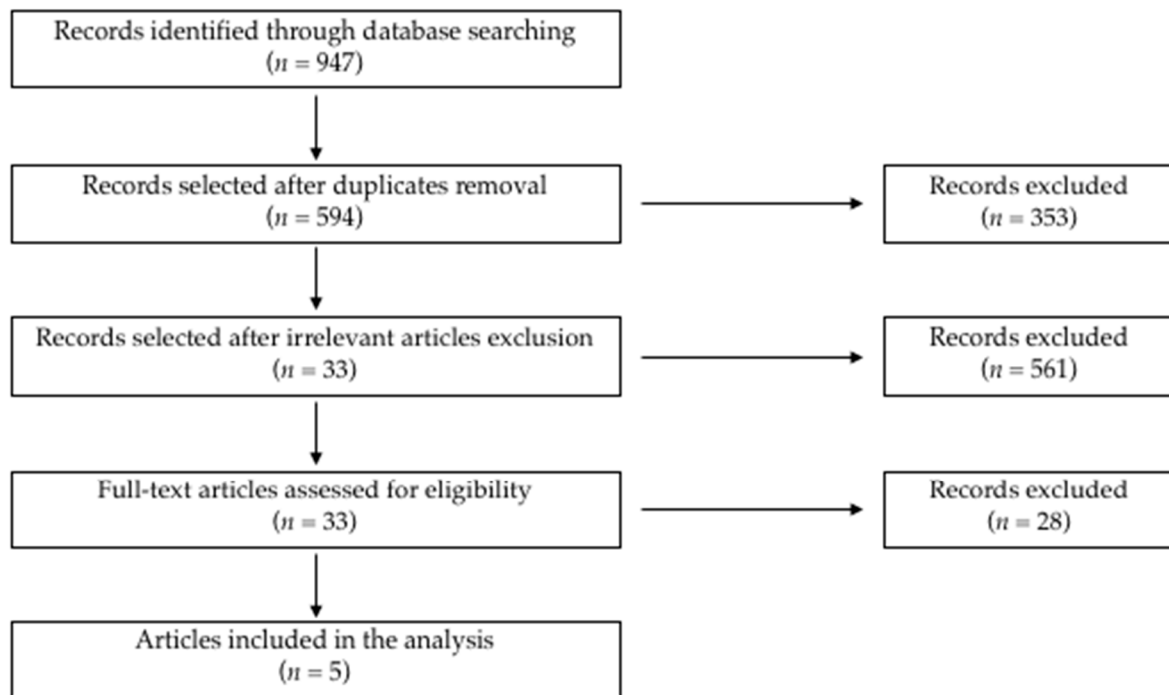 Records identified through database searching
(n = 947)
Records selected after duplicates removal
(n = 594)
Records excluded
(n = 353)
Records selected after irrelevant articles exclusion
(n = 33)
Records excluded
(n = 561)
Full-text articles assessed for eligibility
(n = 33)
Records excluded
(n = 28)
Articles included in the analysis
(n = 5)